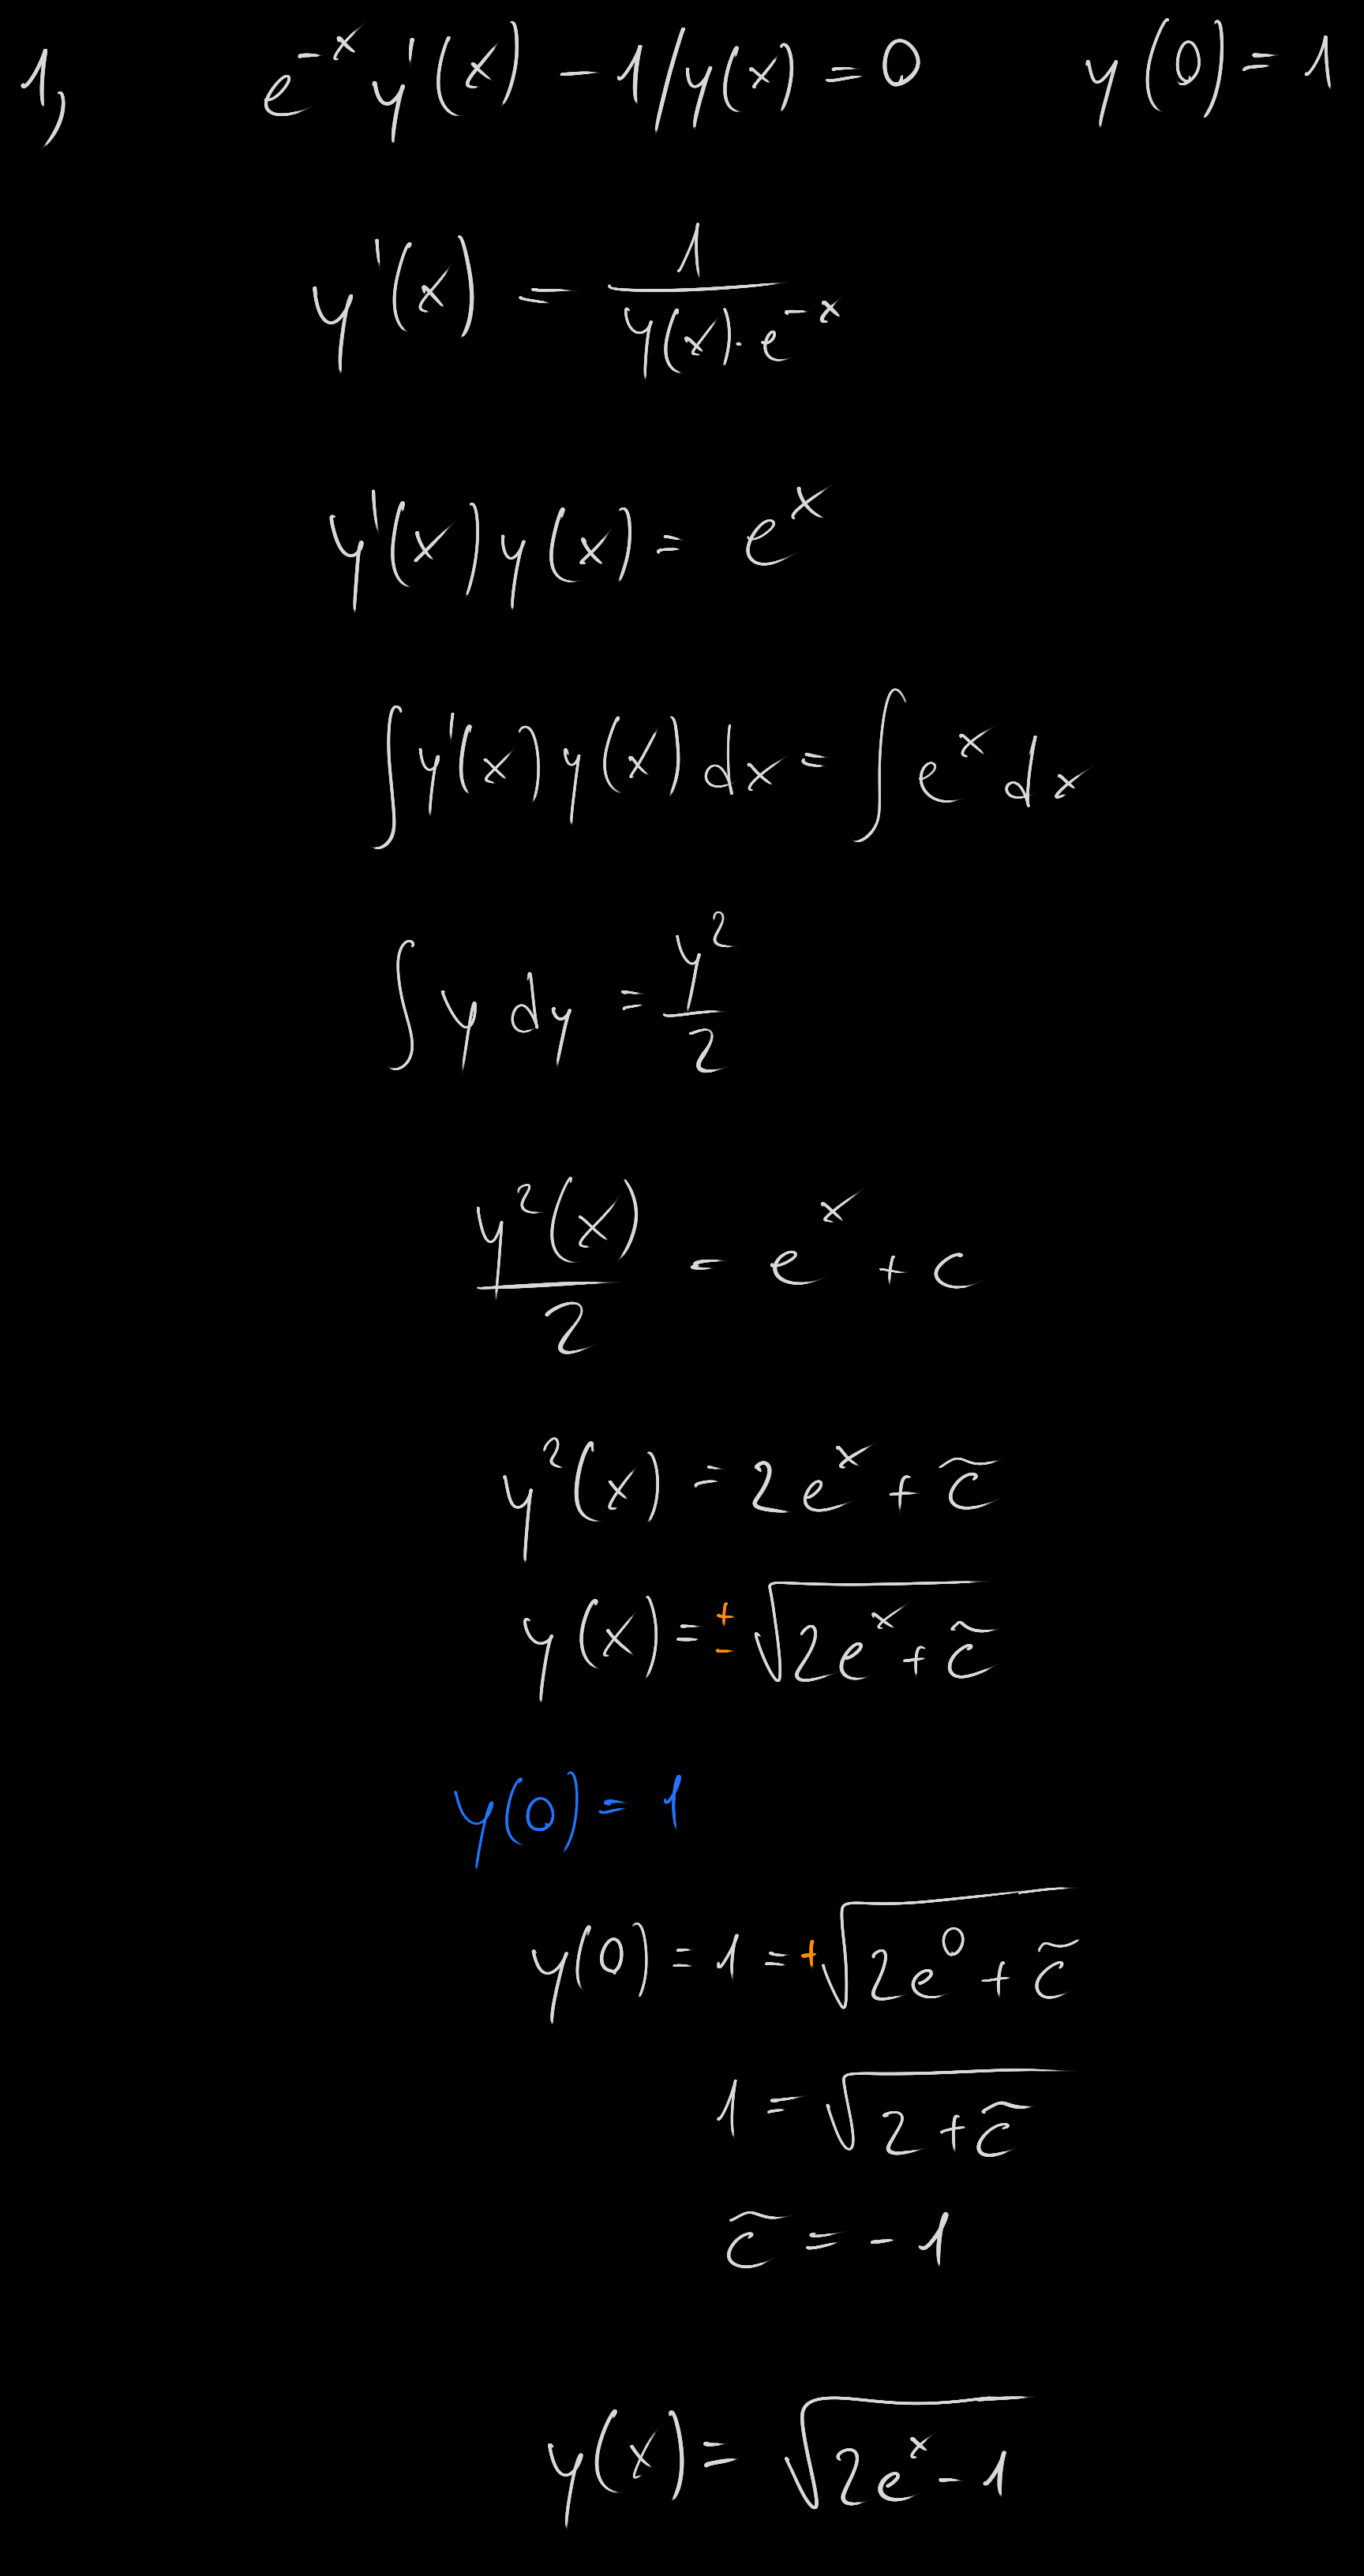 1, e^{-x} y'(x) - 1/y(x) = 0 y(0) = 1
y'(x) = \frac{1}{y(x) \cdot e^{-x}}
y'(x) y(x) = e^x
\int y'(x) y(x) dx = \int e^x dx
\int y dy = \frac{y^2}{2}
\frac{y^2(x)}{2} = e^x + c
y^2(x) = 2e^x + \tilde{c}
y(x) = \pm \sqrt{2e^x + \tilde{c}}
y(0) = 1
y(0) = 1 = +\sqrt{2e^0 + \tilde{c}}
1 = \sqrt{2 + \tilde{c}}
\tilde{c} = -1
y(x) = \sqrt{2e^x - 1}